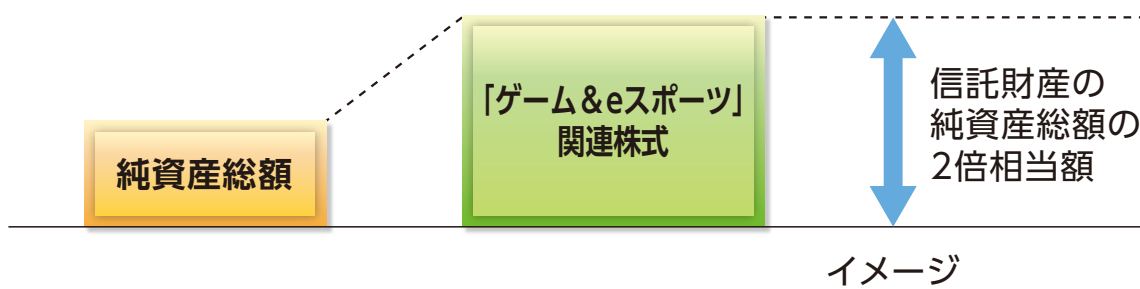 純資産総額
「ゲーム&eスポーツ」
関連株式
信託財産の
純資産総額の
2倍相当額
イメージ